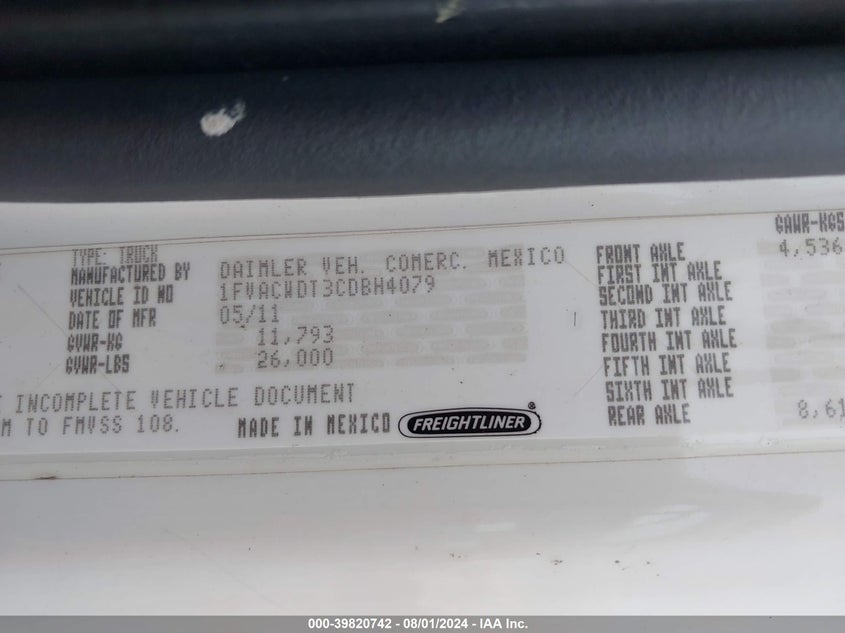 GAWR-KGS
TYPE: TRUCK
MANUFACTURED BY DAIMLER VEH. COMERC. MEXICO
VEHICLE ID NO 1FVACWDT3CDBH4079
DATE OF MFR 05/11
GVWR-KG 11,793
GVWR-LBS 26,000
INCOMPLETE VEHICLE DOCUMENT
M TO FMVSS 108. MADE IN MEXICO FREIGHTLINER®
FRONT AXLE 4,536
FIRST INT AXLE
SECOND INT AXLE
THIRD INT AXLE
FOURTH INT AXLE
FIFTH INT AXLE
SIXTH INT AXLE
REAR AXLE 8,61
000-39820742 - 08/01/2024 - IAA Inc.